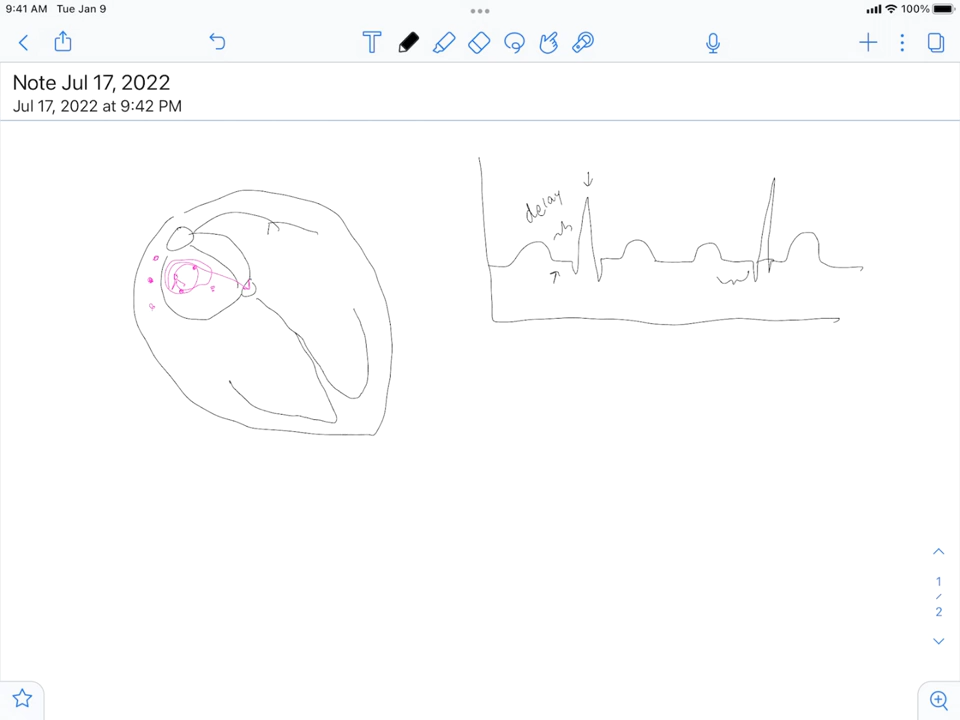 9:41 AM Tue Jan 9
100%
Note Jul 17, 2022
Jul 17, 2022 at 9:42 PM
delay
1
/
2